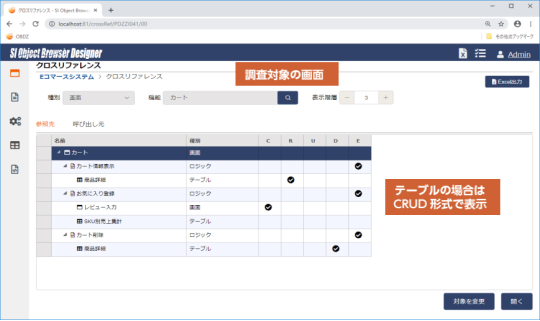 クロスリファレンス - SI Object Browser Desi
localhost:81/crossRef/PDZZ041/00
OBDZ
その他のブックマーク
SI Object Browser Designer
Admin
クロスリファレンス
Eコマースシステム > クロスリファレンス
調査対象の画面
Excel出力
種別 画面 機能 カート 表示階層 − 3 +
参照先 呼び出し元
名前 種別 C R U D E
カート 画面
カート情報表示 ロジック
商品詳細 テーブル
お気に入り登録 ロジック
レビュー入力 画面
SKU別売上集計 テーブル
カート削除 ロジック
商品詳細 テーブル
テーブルの場合は
CRUD 形式で表示
対象を変更 開く